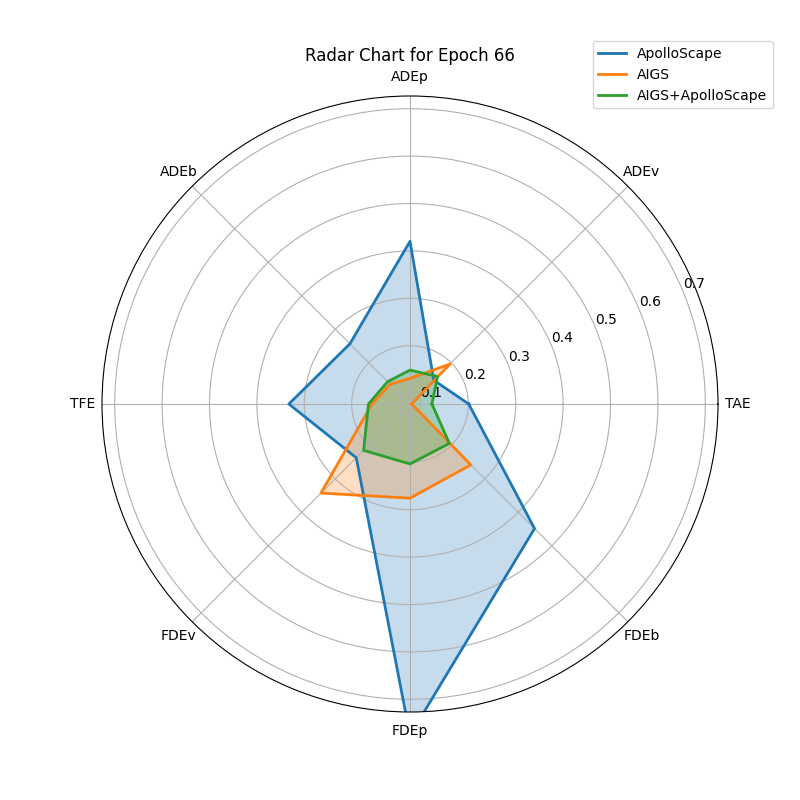 Radar Chart for Epoch 66
ApolloScape
AIGS
AIGS+ApolloScape
ADEp
ADEb
ADEv
0.7
0.6
0.5
0.4
0.3
0.2
0.1
TFE
TAE
FDEv
FDEb
FDEp